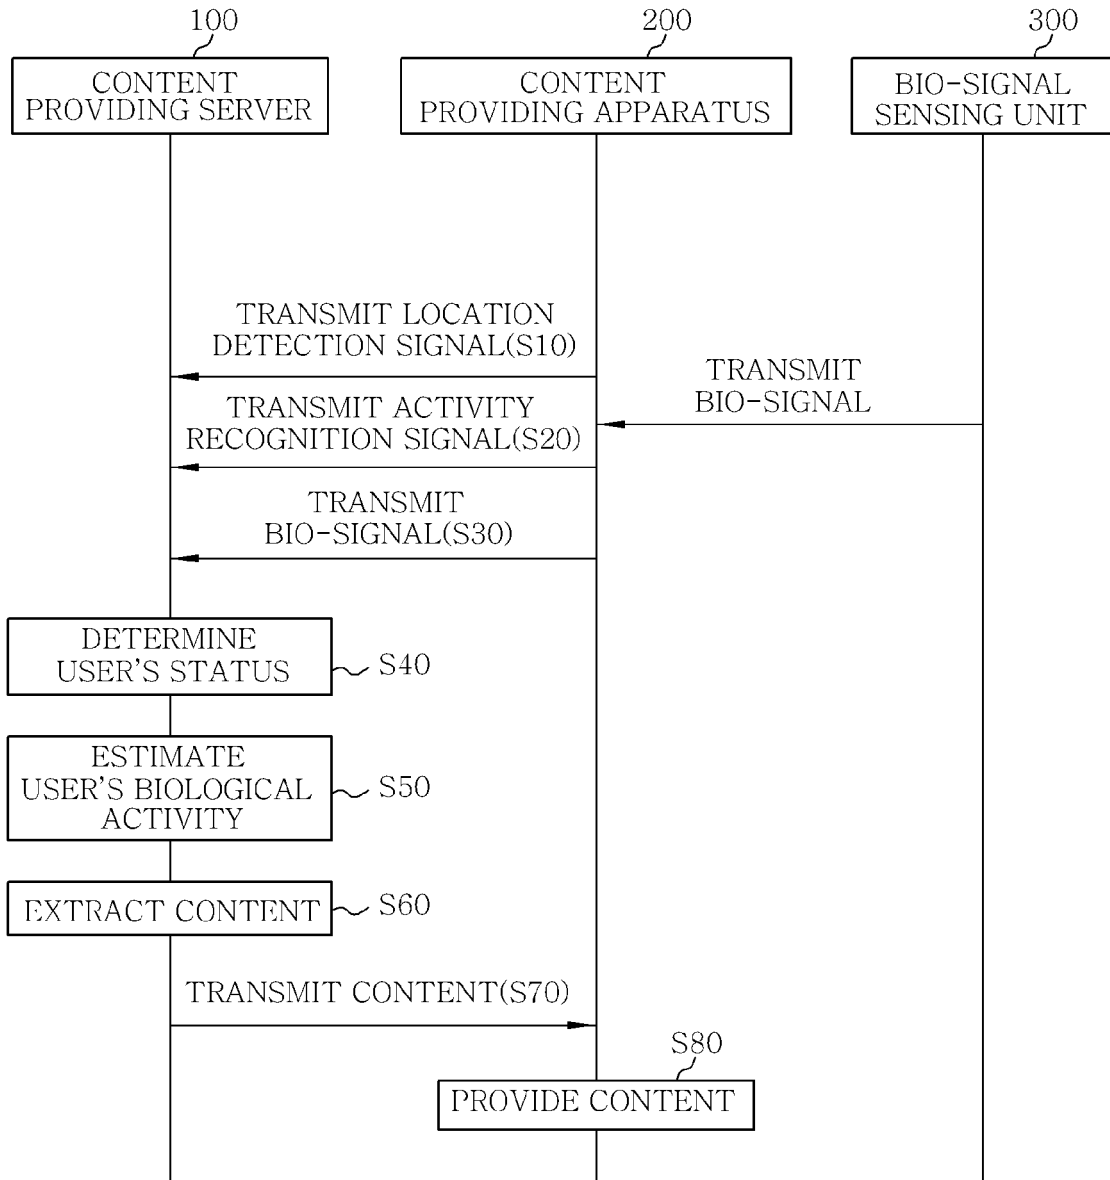 100
200
300
CONTENT
PROVIDING SERVER
CONTENT
PROVIDING APPARATUS
BIO-SIGNAL
SENSING UNIT
TRANSMIT LOCATION
DETECTION SIGNAL(S10)
TRANSMIT
BIO-SIGNAL
TRANSMIT ACTIVITY
RECOGNITION SIGNAL(S20)
TRANSMIT
BIO-SIGNAL(S30)
DETERMINE
USER'S STATUS
S40
ESTIMATE
USER'S BIOLOGICAL
ACTIVITY
S50
EXTRACT CONTENT
S60
TRANSMIT CONTENT(S70)
S80
PROVIDE CONTENT